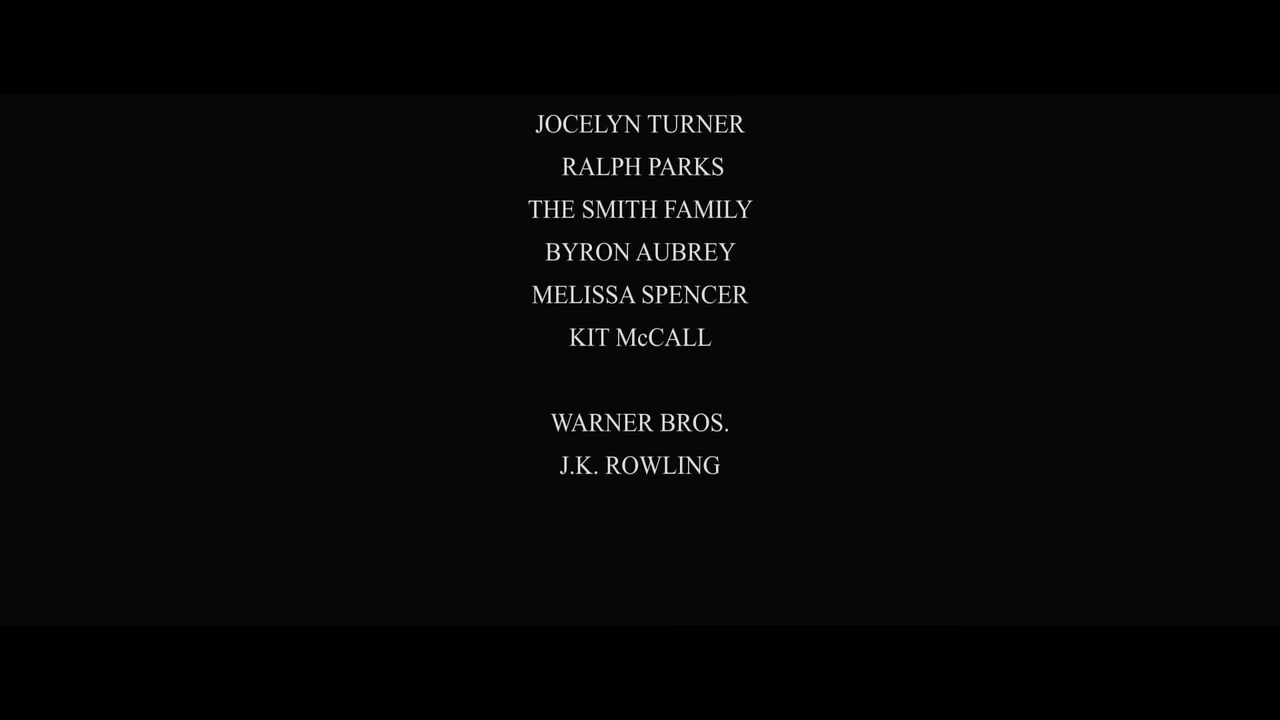 JOCELYN TURNER
RALPH PARKS
THE SMITH FAMILY
BYRON AUBREY
MELISSA SPENCER
KIT McCALL
WARNER BROS.
J.K. ROWLING